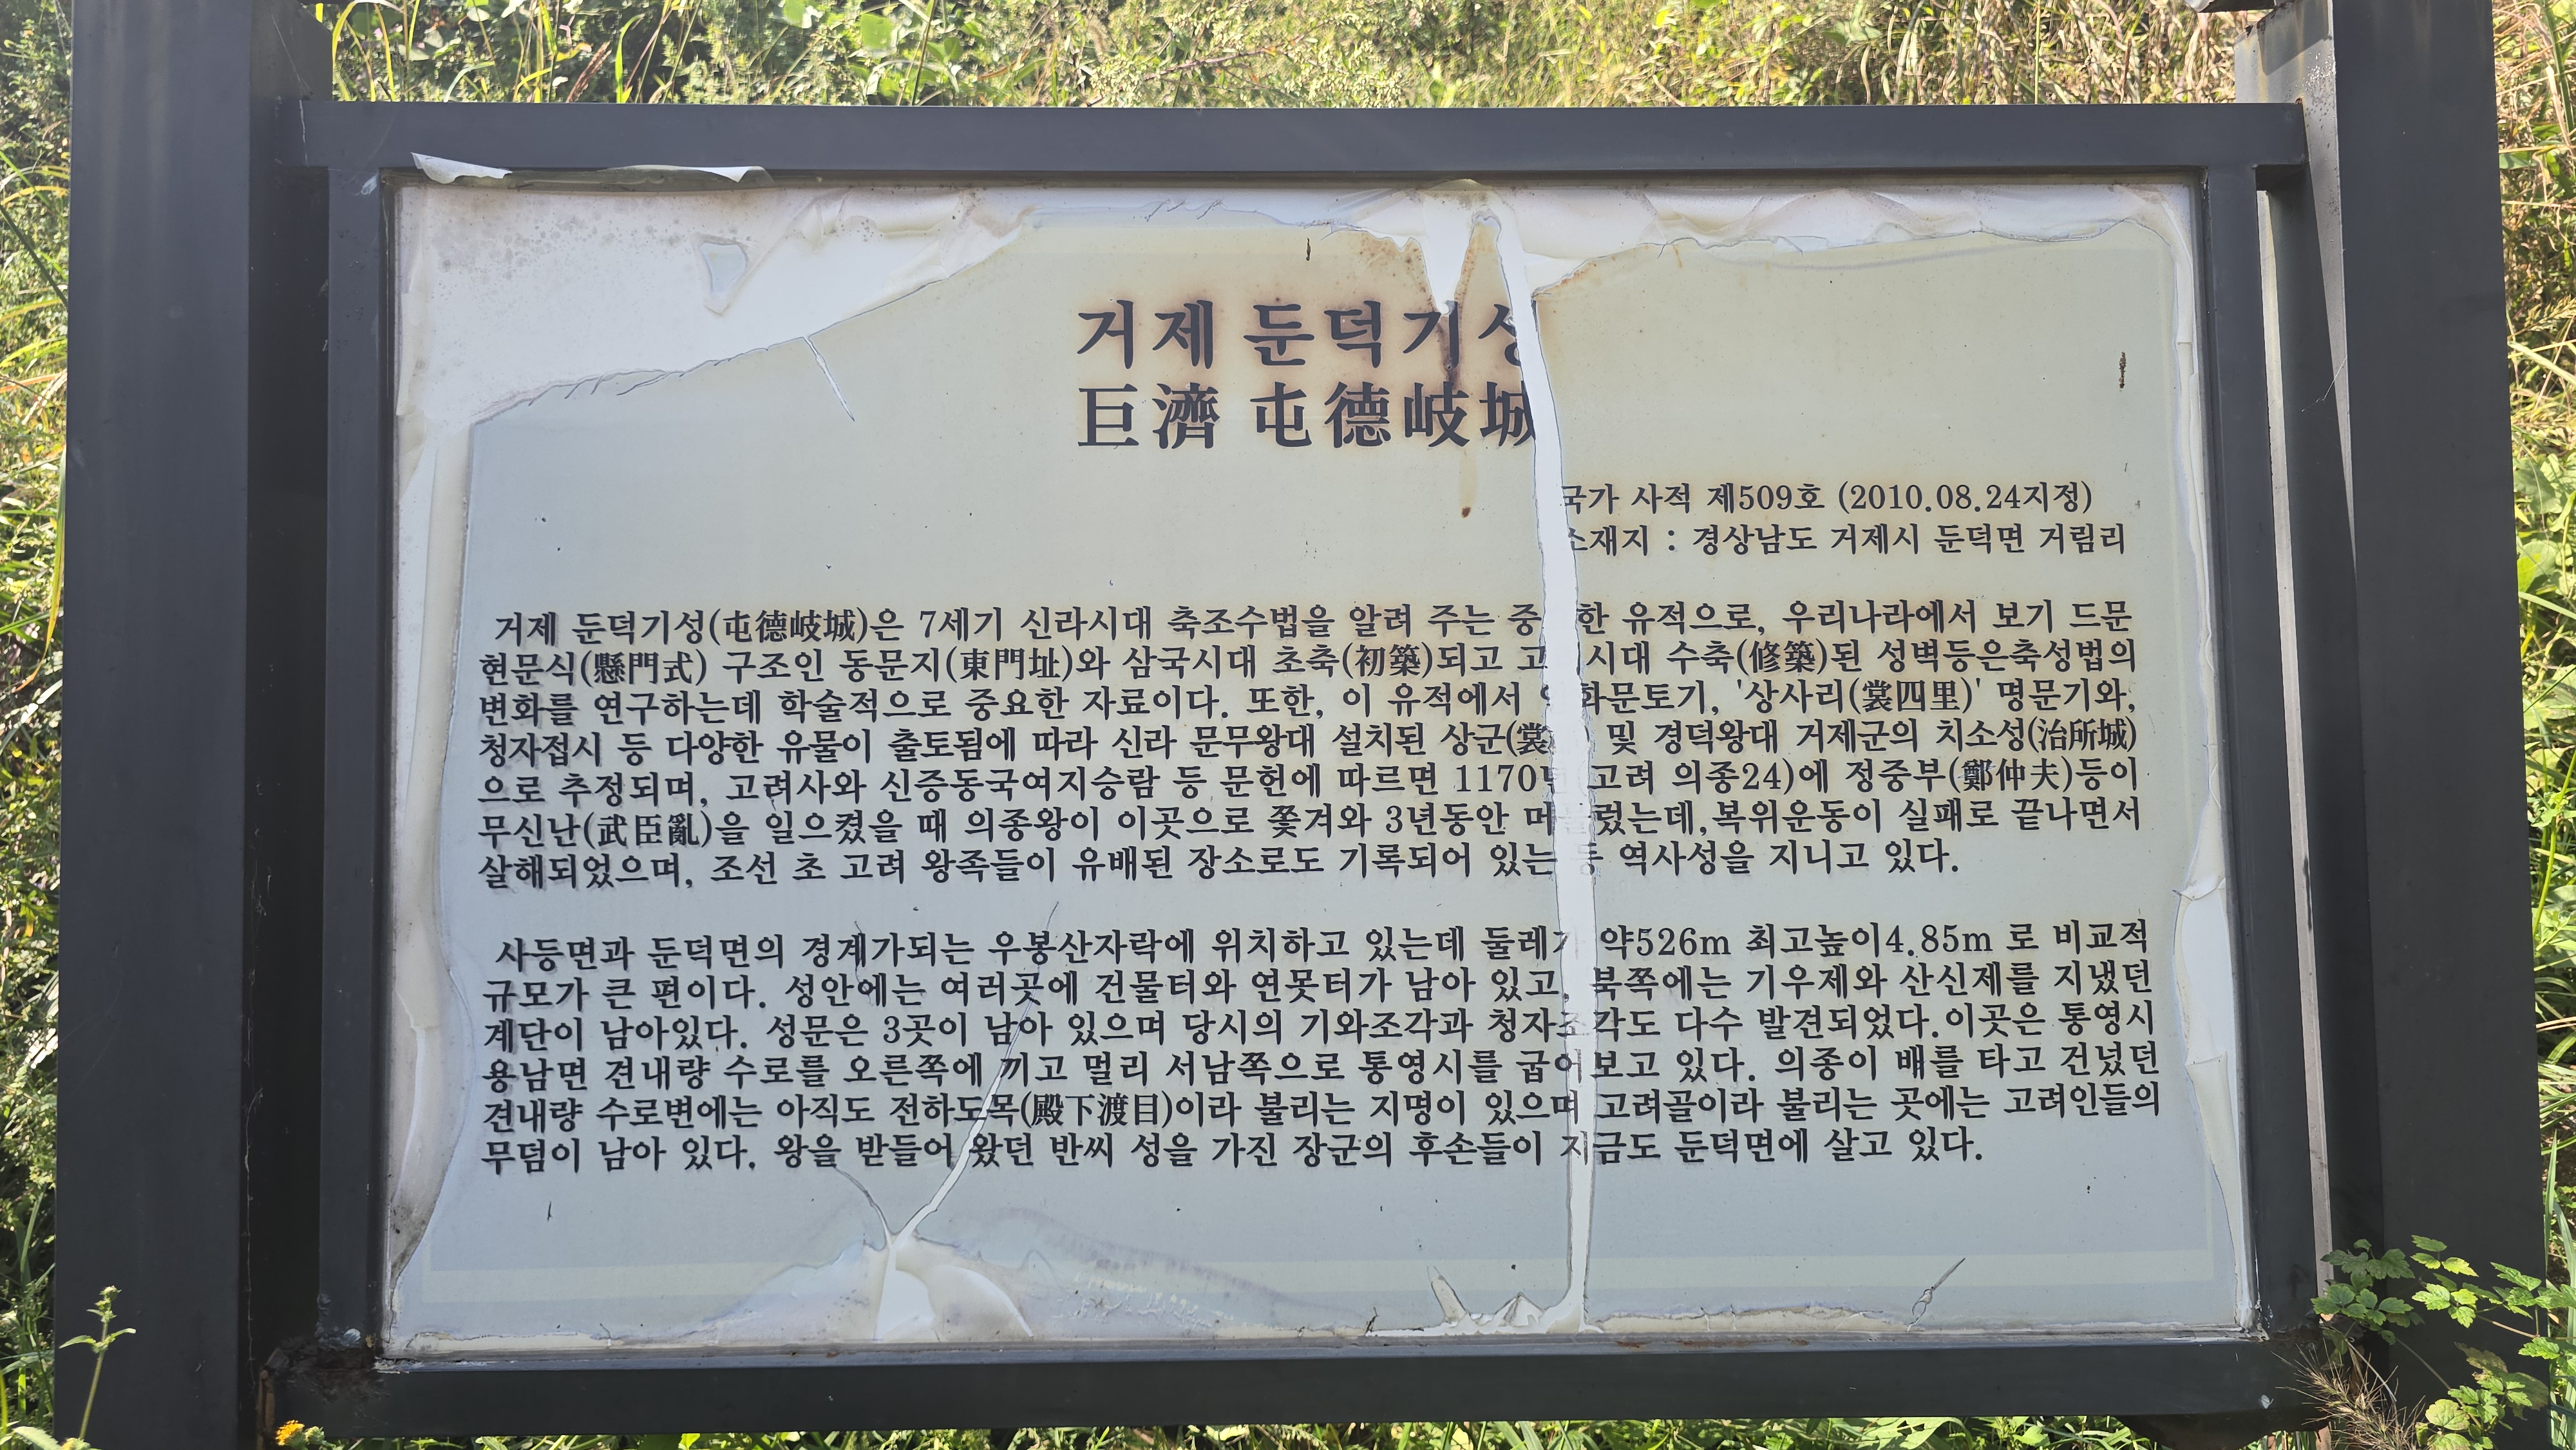 거제 둔덕기성
巨濟 屯德岐城
국가 사적 제509호 (2010.08.24지정)
소재지 : 경상남도 거제시 둔덕면 거림리
거제 둔덕기성(屯德岐城)은 7세기 신라시대 축조수법을 알려 주는 중 한 유적으로, 우리나라에서 보기 드문
현문식(懸門式) 구조인 동문지(東門址)와 삼국시대 초축(初築)되고 고 시대 수축(修築)된 성벽등은축성법의
변화를 연구하는데 학술적으로 중요한 자료이다. 또한, 이 유적에서 화문토기, '상사리(裳四里)' 명문기와,
청자접시 등 다양한 유물이 출토됨에 따라 신라 문무왕대 설치된 상군(裳 ) 및 경덕왕대 거제군의 치소성(治所城)
으로 추정되며, 고려사와 신증동국여지승람 등 문헌에 따르면 1170년(고려 의종24)에 정중부(鄭仲夫)등이
무신난(武臣亂)을 일으켰을 때 의종왕이 이곳으로 쫓겨와 3년동안 머물렀는데,복위운동이 실패로 끝나면서
살해되었으며, 조선 초 고려 왕족들이 유배된 장소로도 기록되어 있는 등 역사성을 지니고 있다.
사등면과 둔덕면의 경계가되는 우봉산자락에 위치하고 있는데 둘레가 약526m 최고높이4.85m 로 비교적
규모가 큰 편이다. 성안에는 여러곳에 건물터와 연못터가 남아 있고, 북쪽에는 기우제와 산신제를 지냈던
계단이 남아있다. 성문은 3곳이 남아 있으며 당시의 기와조각과 청자조각도 다수 발견되었다.이곳은 통영시
용남면 견내량 수로를 오른쪽에 끼고 멀리 서남쪽으로 통영시를 굽어보고 있다. 의종이 배를 타고 건넜던
견내량 수로변에는 아직도 전하도목(殿下渡目)이라 불리는 지명이 있으며 고려골이라 불리는 곳에는 고려인들의
무덤이 남아 있다. 왕을 받들어 왔던 반씨 성을 가진 장군의 후손들이 지금도 둔덕면에 살고 있다.